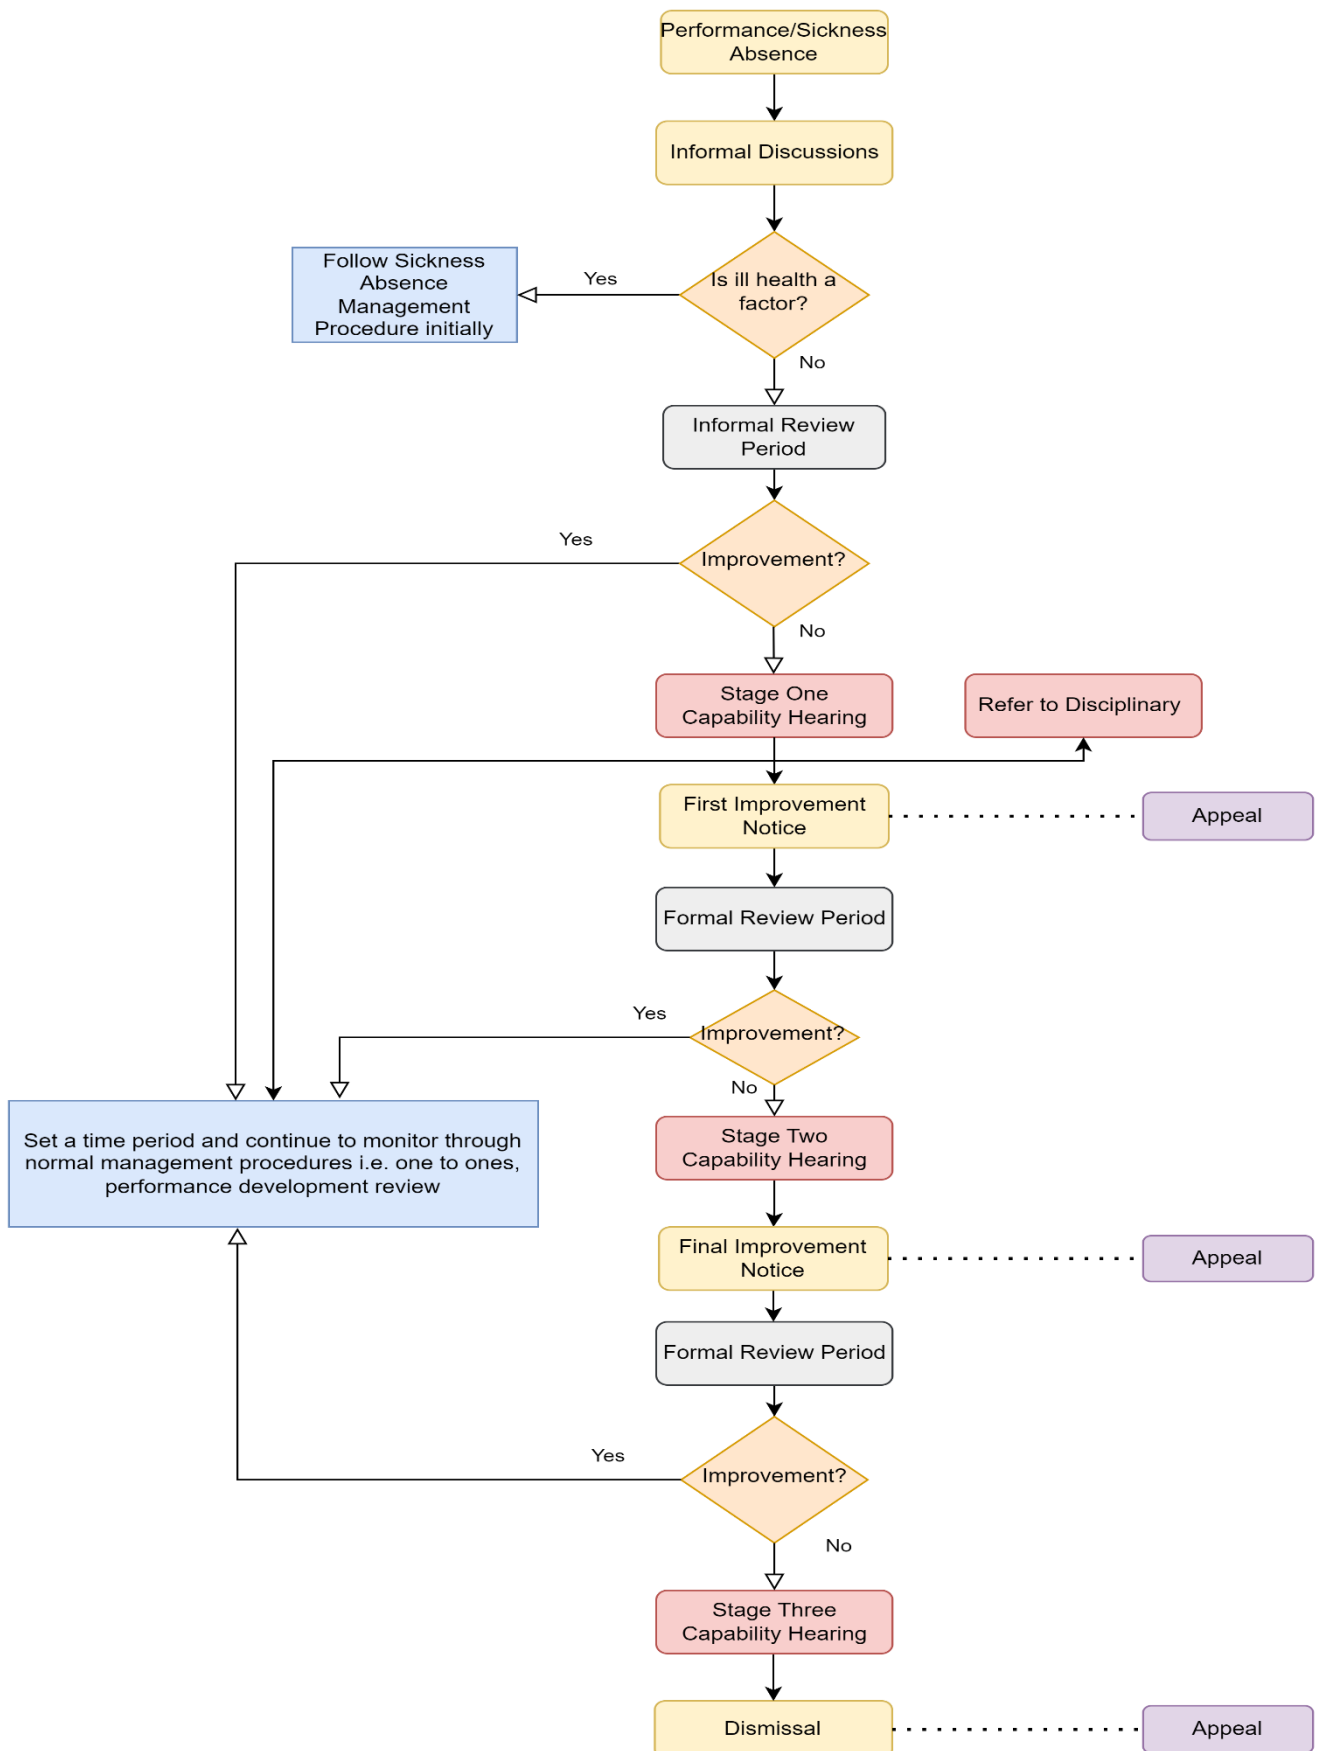 Performance/Sickness
Absence
Informal Discussions
Is ill health a
factor?
Yes
Follow Sickness
Absence
Management
Procedure initially
No
Informal Review
Period
Improvement?
Yes
No
Stage One
Capability Hearing
Refer to Disciplinary
First Improvement
Notice
Appeal
Formal Review Period
Improvement?
Yes
No
Set a time period and continue to monitor through
normal management procedures i.e. one to ones,
performance development review
Stage Two
Capability Hearing
Final Improvement
Notice
Appeal
Formal Review Period
Improvement?
Yes
No
Stage Three
Capability Hearing
Dismissal
Appeal